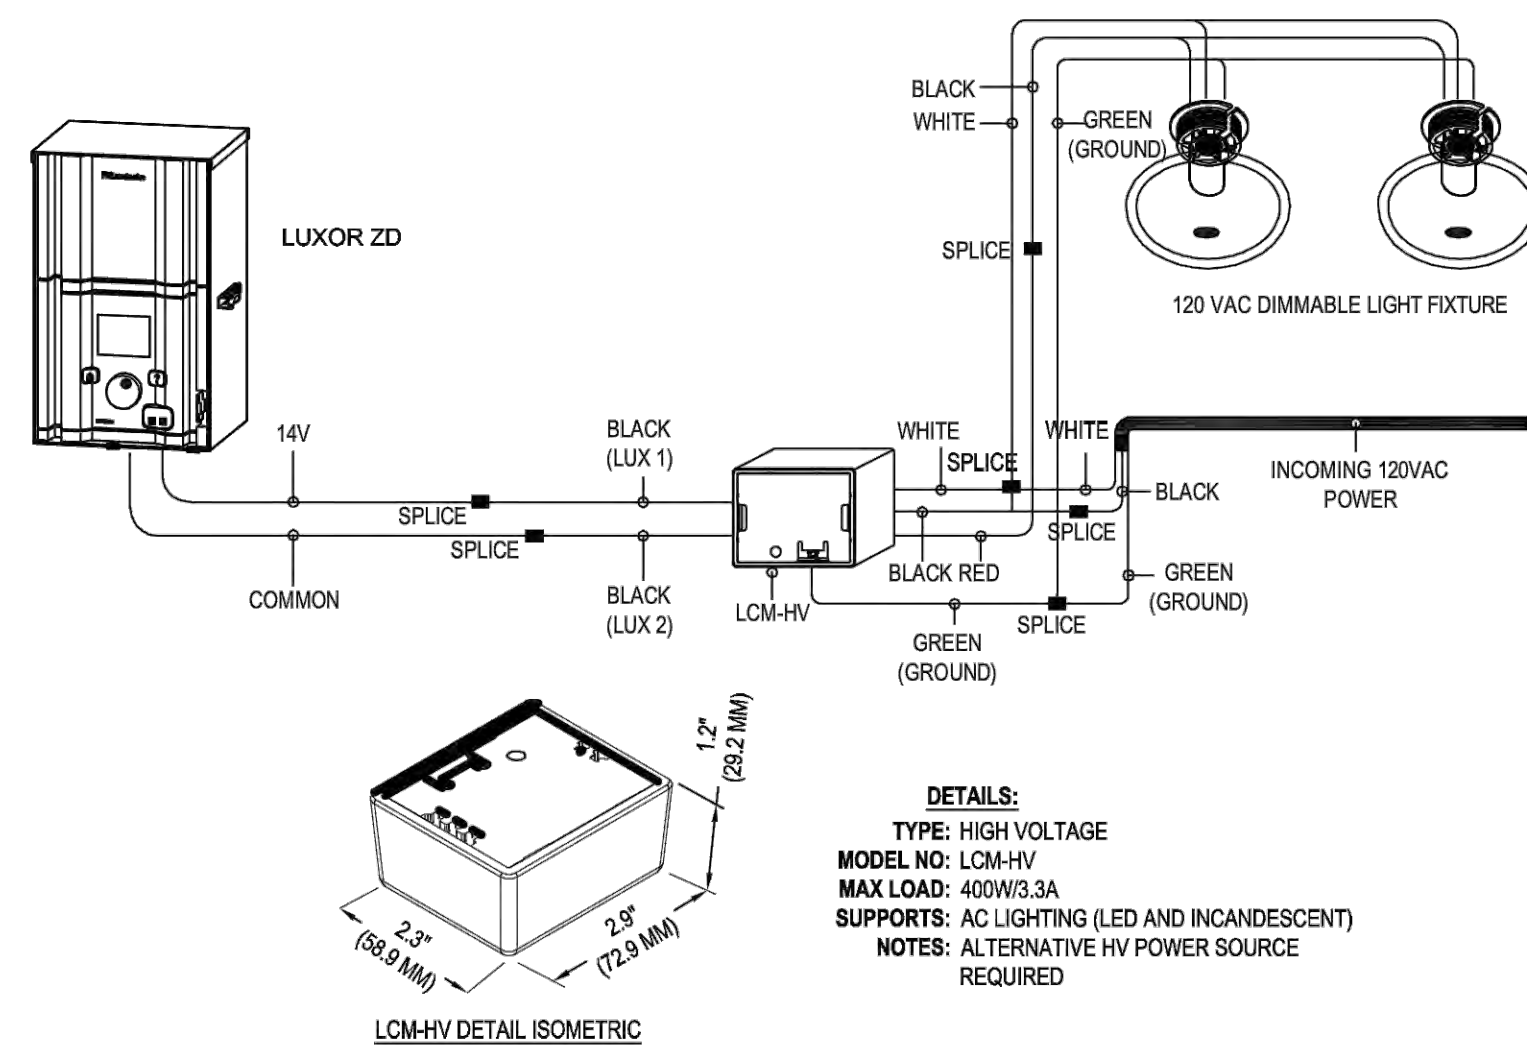 BLACK
WHITE
GREEN
(GROUND)
LUXOR ZD
SPLICE
120 VAC DIMMABLE LIGHT FIXTURE
14V
BLACK
(LUX 1)
WHITE
WHITE
SPLICE
INCOMING 120VAC
POWER
BLACK
SPLICE
SPLICE
SPLICE
COMMON
BLACK
(LUX 2)
LCM-HV
BLACK RED
GREEN
(GROUND)
SPLICE
GREEN
(GROUND)
1.2"
(29.2 MM)
2.3"
(58.9 MM)
2.9"
(72.9 MM)
LCM-HV DETAIL ISOMETRIC
DETAILS:
TYPE: HIGH VOLTAGE
MODEL NO: LCM-HV
MAX LOAD: 400W/3.3A
SUPPORTS: AC LIGHTING (LED AND INCANDESCENT)
NOTES: ALTERNATIVE HV POWER SOURCE
REQUIRED